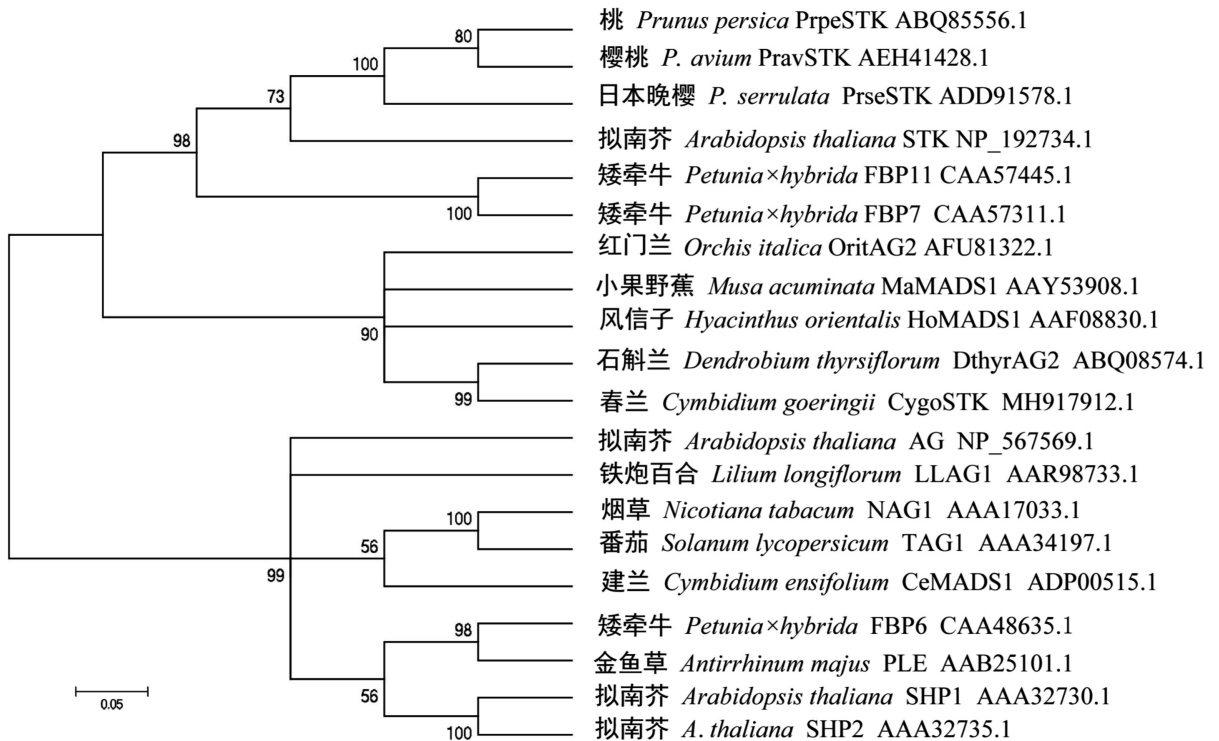 桃 Prunus persica PrpeSTK ABQ85556.1
80
樱桃 P. avium PravSTK AEH41428.1
100
日本晚樱 P. serrulata PrseSTK ADD91578.1
73
拟南芥 Arabidopsis thaliana STK NP_192734.1
98
矮牵牛 Petunia×hybrida FBP11 CAA57445.1
矮牵牛 Petunia×hybrida FBP7 CAA57311.1
100
红门兰 Orchis italica OritAG2 AFU81322.1
小果野蕉 Musa acuminata MaMADS1 AAY53908.1
风信子 Hyacinthus orientalis HoMADS1 AAF08830.1
90
石斛兰 Dendrobium thyrsiflorum DthyrAG2 ABQ08574.1
99
春兰 Cymbidium goeringii CygoSTK MH917912.1
拟南芥 Arabidopsis thaliana AG NP_567569.1
铁炮百合 Lilium longiflorum LLAG1 AAR98733.1
烟草 Nicotiana tabacum NAG1 AAA17033.1
100
番茄 Solanum lycopersicum TAG1 AAA34197.1
56
99
建兰 Cymbidium ensifolium CeMADS1 ADP00515.1
矮牵牛 Petunia×hybrida FBP6 CAA48635.1
98
金鱼草 Antirrhinum majus PLE AAB25101.1
56
拟南芥 Arabidopsis thaliana SHP1 AAA32730.1
0.05
拟南芥 A. thaliana SHP2 AAA32735.1
100